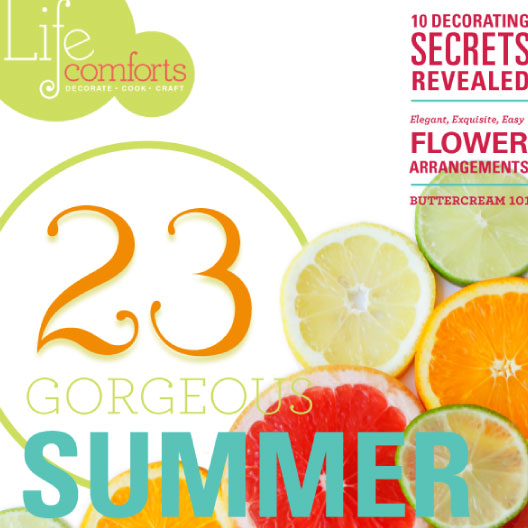 Life
comforts
DECORATE • COOK • CRAFT
10 DECORATING
SECRETS
REVEALED
Elegant, Exquisite, Easy
FLOWER
ARRANGEMENTS
BUTTERCREAM 101
23
GORGEOUS
SUMMER